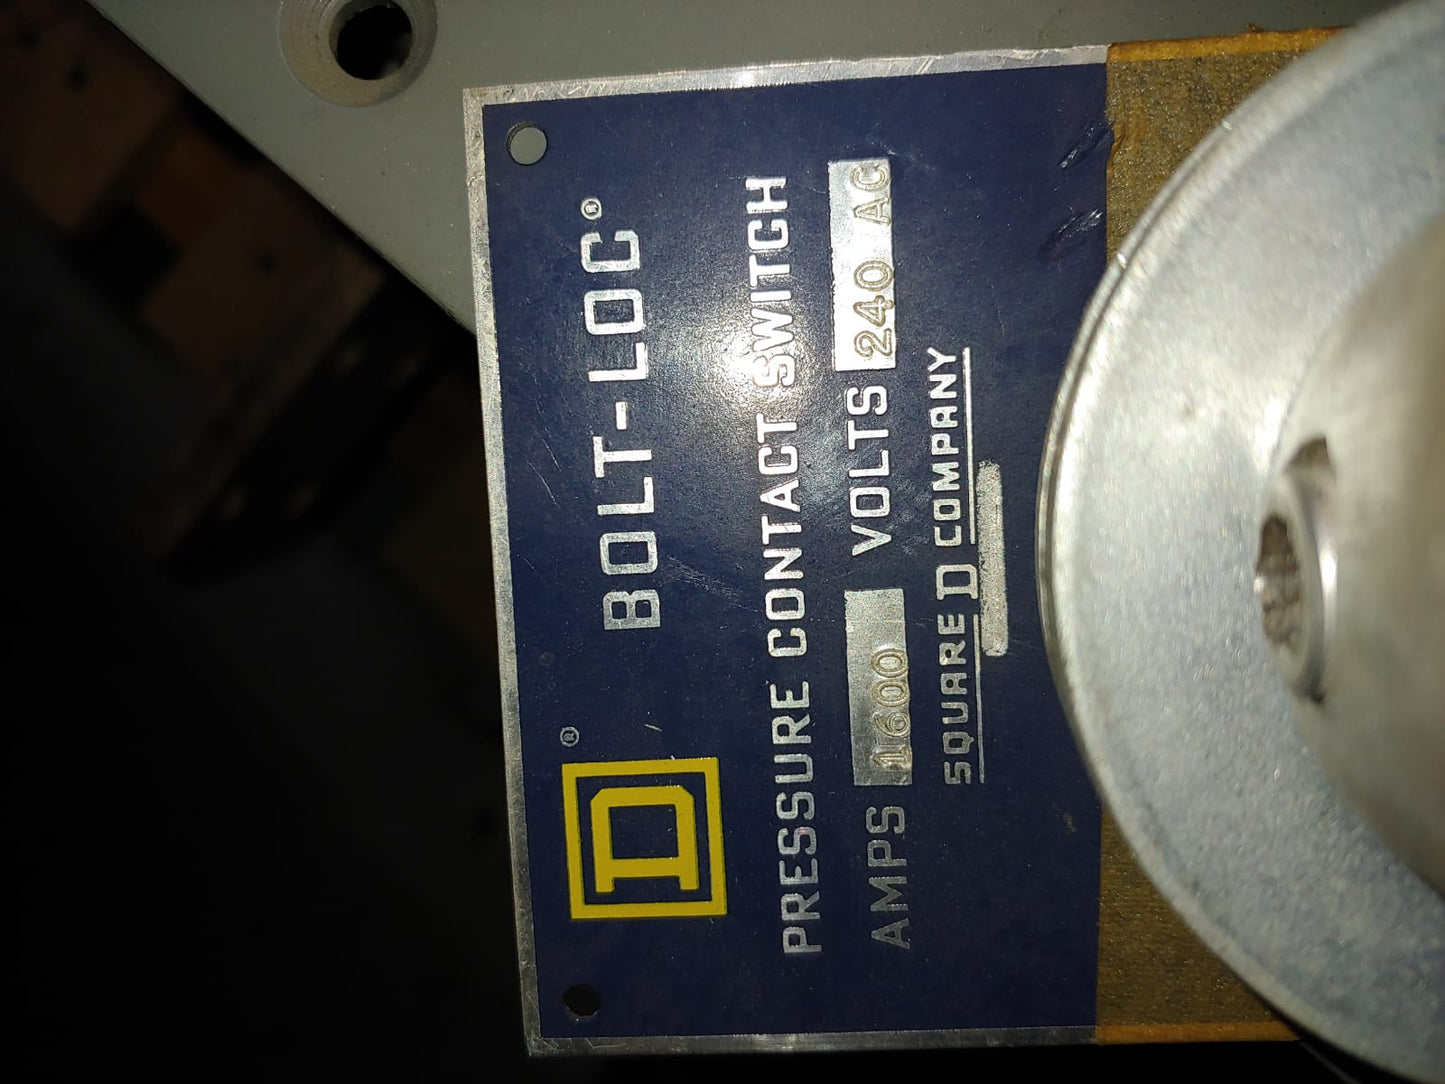 D ® BOLT-LOC®
PRESSURE CONTACT SWITCH
AMPS 1600 VOLTS 240 AC
SQUARE D COMPANY